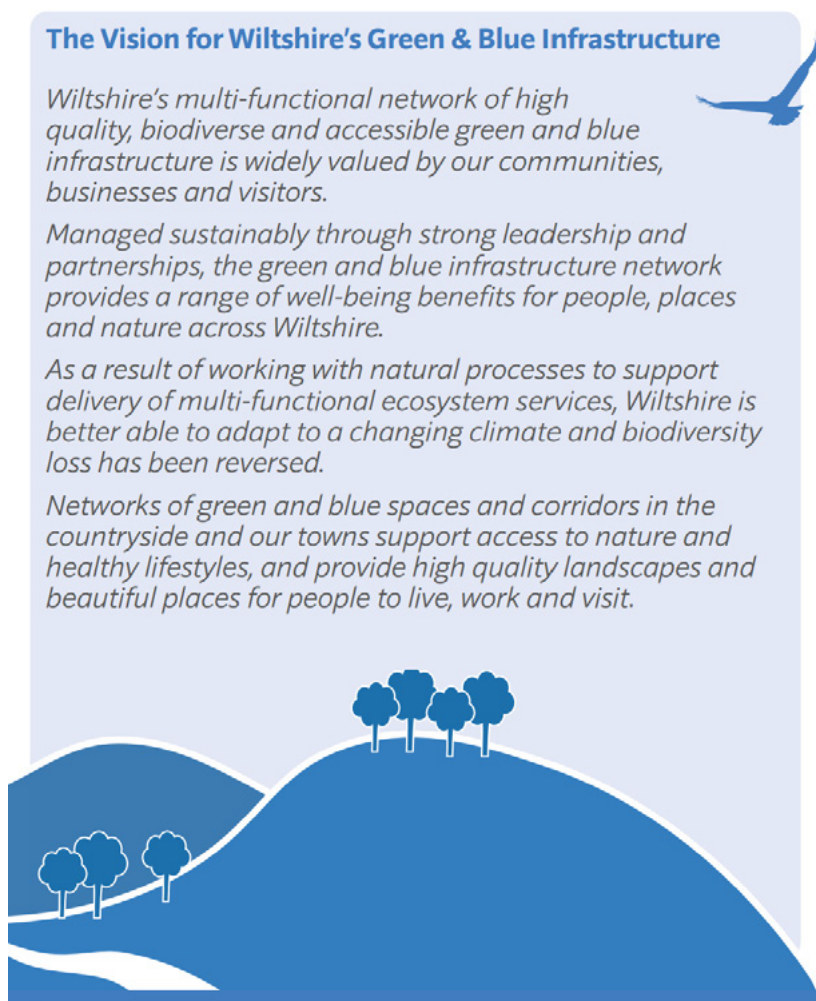 The Vision for Wiltshire's Green & Blue Infrastructure
Wiltshire's multi-functional network of high
quality, biodiverse and accessible green and blue
infrastructure is widely valued by our communities,
businesses and visitors.
Managed sustainably through strong leadership and
partnerships, the green and blue infrastructure network
provides a range of well-being benefits for people, places
and nature across Wiltshire.
As a result of working with natural processes to support
delivery of multi-functional ecosystem services, Wiltshire is
better able to adapt to a changing climate and biodiversity
loss has been reversed.
Networks of green and blue spaces and corridors in the
countryside and our towns support access to nature and
healthy lifestyles, and provide high quality landscapes and
beautiful places for people to live, work and visit.